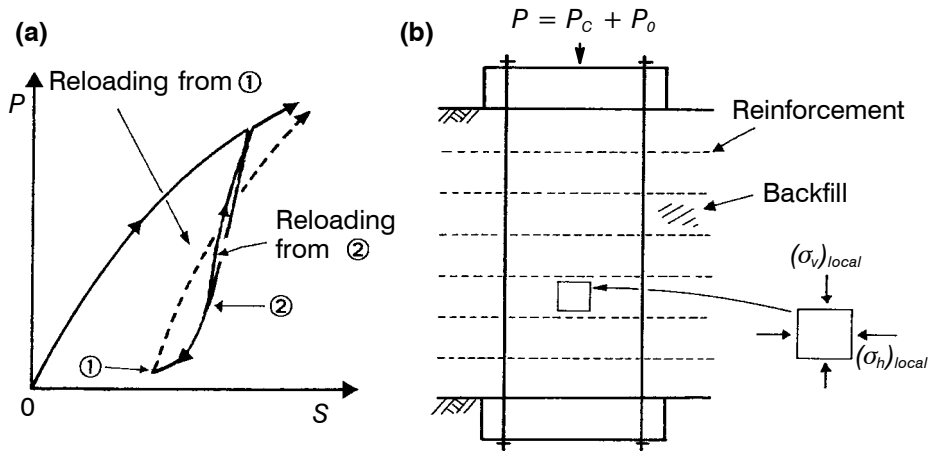 (a)
P
Reloading from ①
Reloading
from ②
②
①
0
S
(b)
P = P_C + P_0
Reinforcement
Backfill
(σ_v)_local
(σ_h)_local